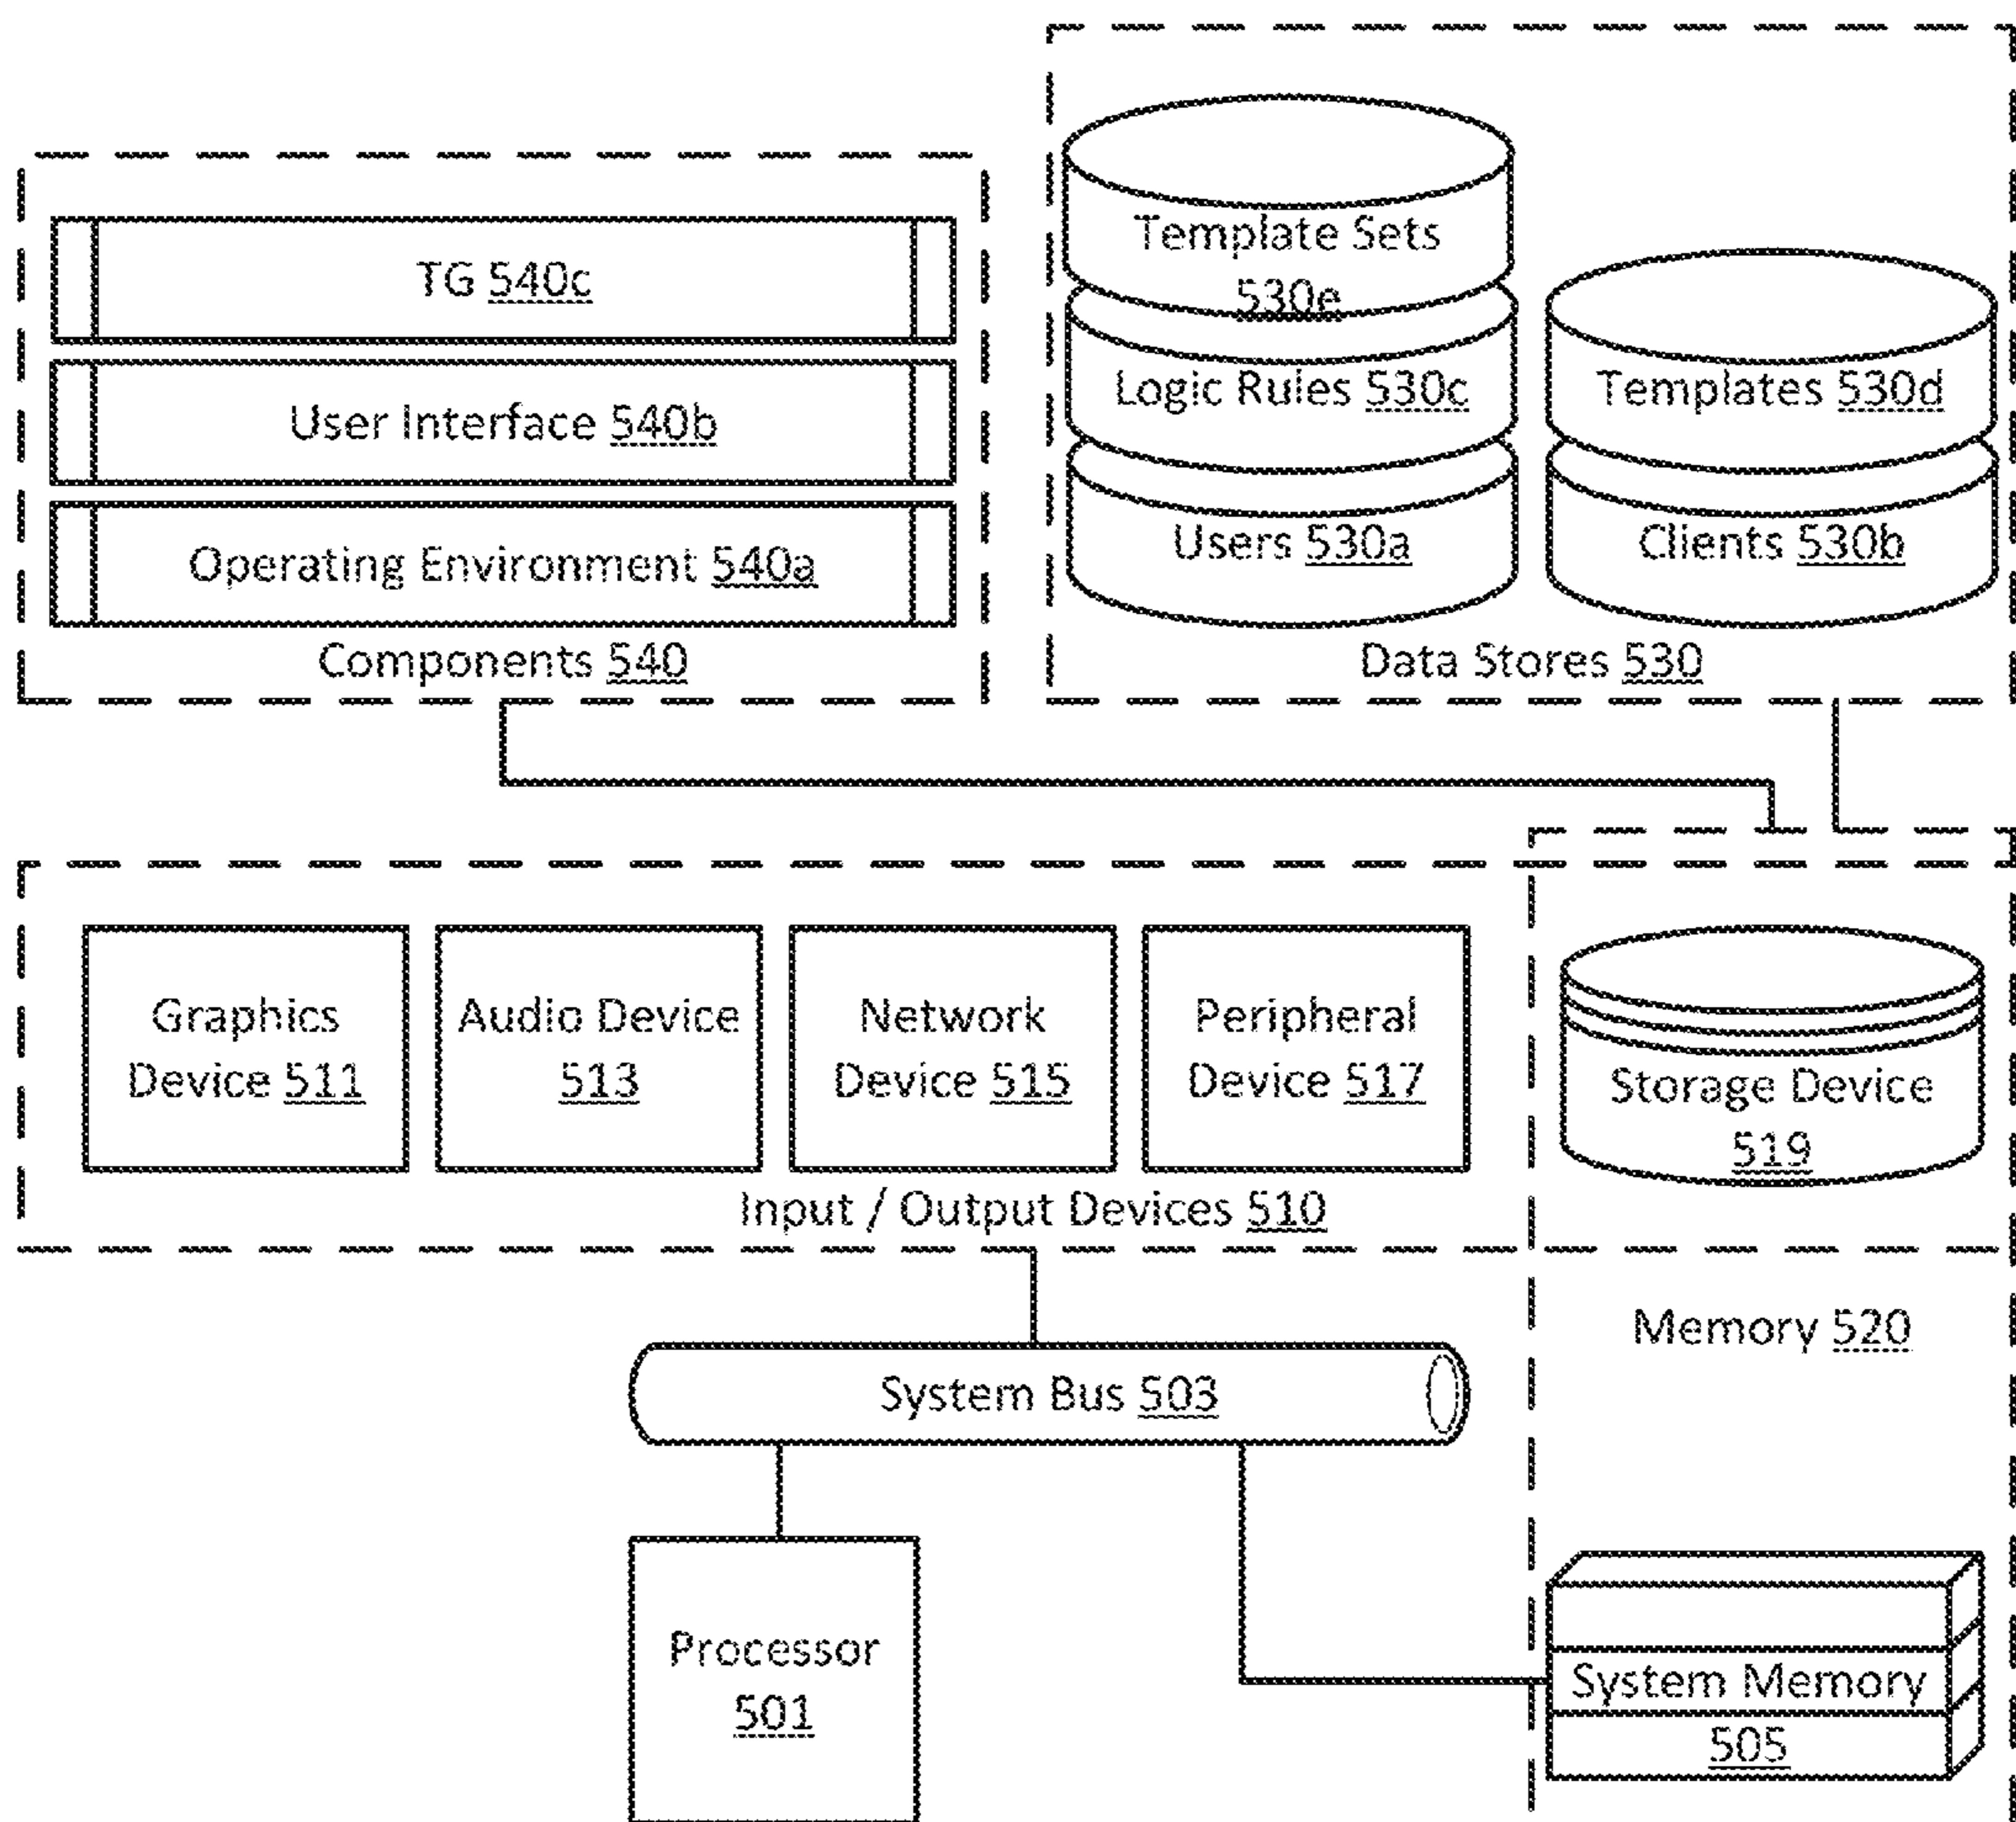 TG 540c
User Interface 540b
Operating Environment 540a
Components 540
Template Sets
530e
Logic Rules 530c
Users 530a
Templates 530d
Clients 530b
Data Stores 530
Graphics
Device 511
Audio Device
513
Network
Device 515
Peripheral
Device 517
Storage Device
519
Input / Output Devices 510
Memory 520
System Bus 503
Processor
501
System Memory
505